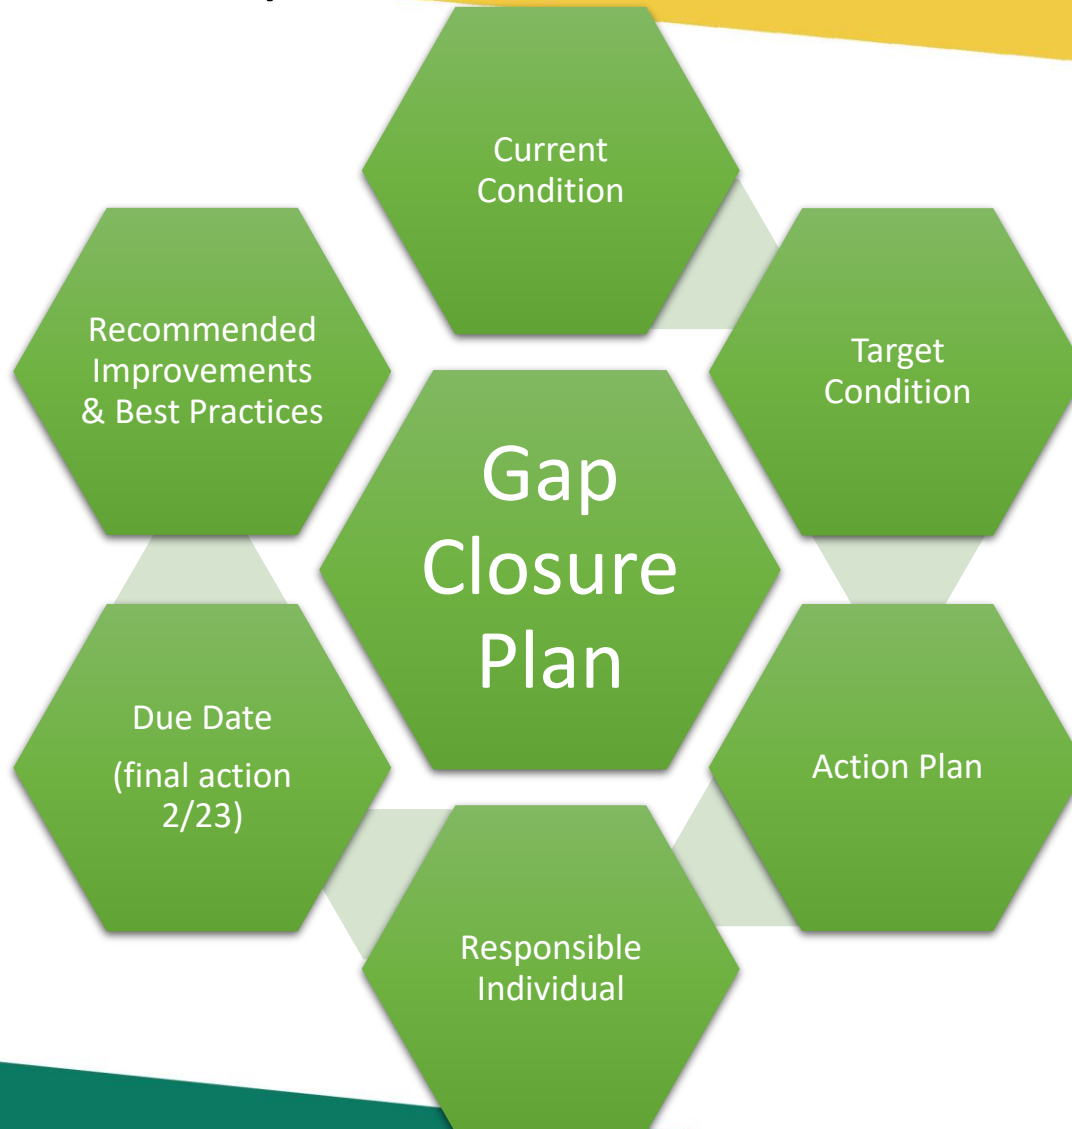 Current
Condition
Target
Condition
Action Plan
Responsible
Individual
Due Date
(final action
2/23)
Recommended
Improvements
& Best Practices
Gap
Closure
Plan